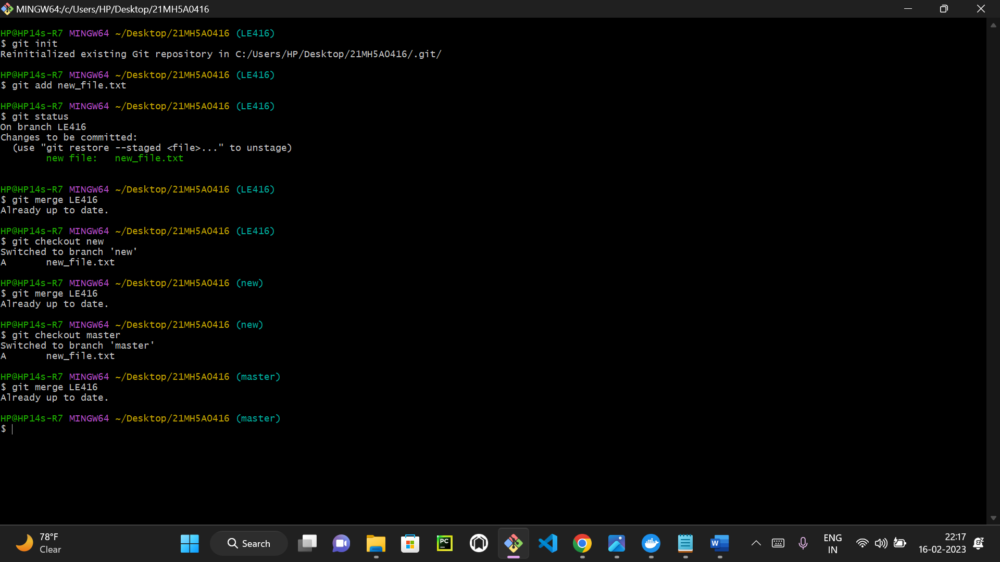 MINGW64:/c/Users/HP/Desktop/21MH5A0416
HP@HP14s-R7 MINGW64 ~/Desktop/21MH5A0416 (LE416)
$ git init
Reinitialized existing Git repository in C:/Users/HP/Desktop/21MH5A0416/.git/
HP@HP14s-R7 MINGW64 ~/Desktop/21MH5A0416 (LE416)
$ git add new_file.txt
HP@HP14s-R7 MINGW64 ~/Desktop/21MH5A0416 (LE416)
$ git status
On branch LE416
Changes to be committed:
  (use "git restore --staged <file>..." to unstage)
        new file:   new_file.txt
HP@HP14s-R7 MINGW64 ~/Desktop/21MH5A0416 (LE416)
$ git merge LE416
Already up to date.
HP@HP14s-R7 MINGW64 ~/Desktop/21MH5A0416 (LE416)
$ git checkout new
Switched to branch 'new'
A       new_file.txt
HP@HP14s-R7 MINGW64 ~/Desktop/21MH5A0416 (new)
$ git merge LE416
Already up to date.
HP@HP14s-R7 MINGW64 ~/Desktop/21MH5A0416 (new)
$ git checkout master
Switched to branch 'master'
A       new_file.txt
HP@HP14s-R7 MINGW64 ~/Desktop/21MH5A0416 (master)
$ git merge LE416
Already up to date.
HP@HP14s-R7 MINGW64 ~/Desktop/21MH5A0416 (master)
$
78°F
Clear
Search
PC
W
ENG
IN
22:17
16-02-2023